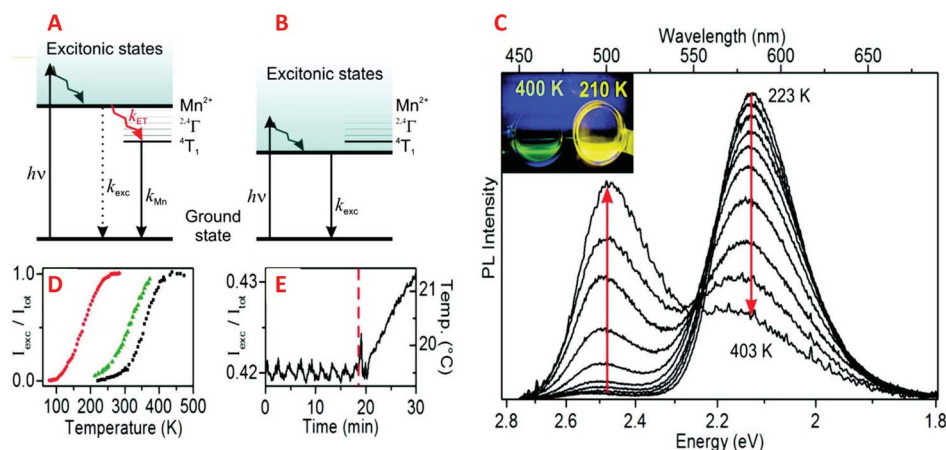 A
Excitonic states
Mn2+
2,4Γ
4T1
kET
hν
kexc
kMn
Ground
state
B
Excitonic states
Mn2+
2,4Γ
4T1
hν
kexc
C
Wavelength (nm)
450 500 550 600 650
400 K 210 K
223 K
403 K
PL Intensity
2.8 2.6 2.4 2.2 2 1.8
Energy (eV)
D
1.0
0.0
Iexc / Itot
100 200 300 400 500
Temperature (K)
E
0.43
0.42
Iexc / Itot
21
20
19
Temp. (°C)
0 10 20 30
Time (min)